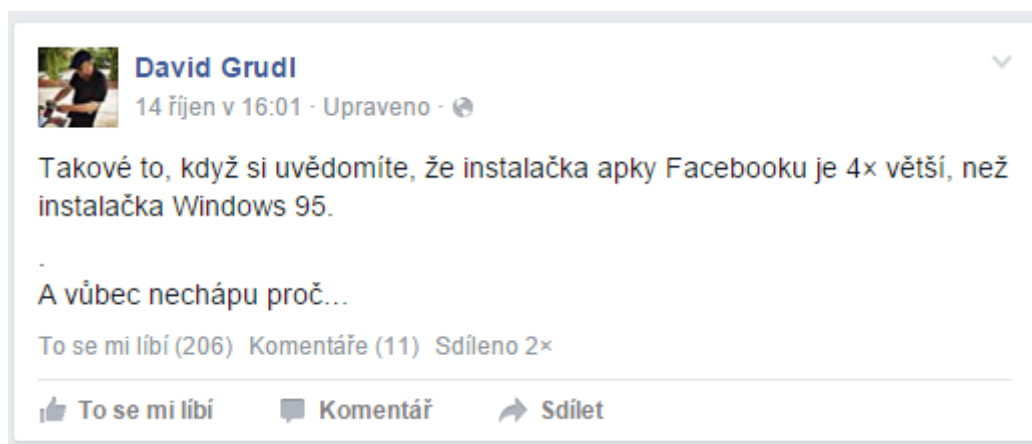 David Grudl
14 říjen v 16:01 · Upraveno ·
Takové to, když si uvědomíte, že instalačka apky Facebooku je 4× větší, než
instalačka Windows 95.
.
A vůbec nechápu proč...
To se mi líbí (206) Komentáře (11) Sdíleno 2×
To se mi líbí Komentář Sdílet